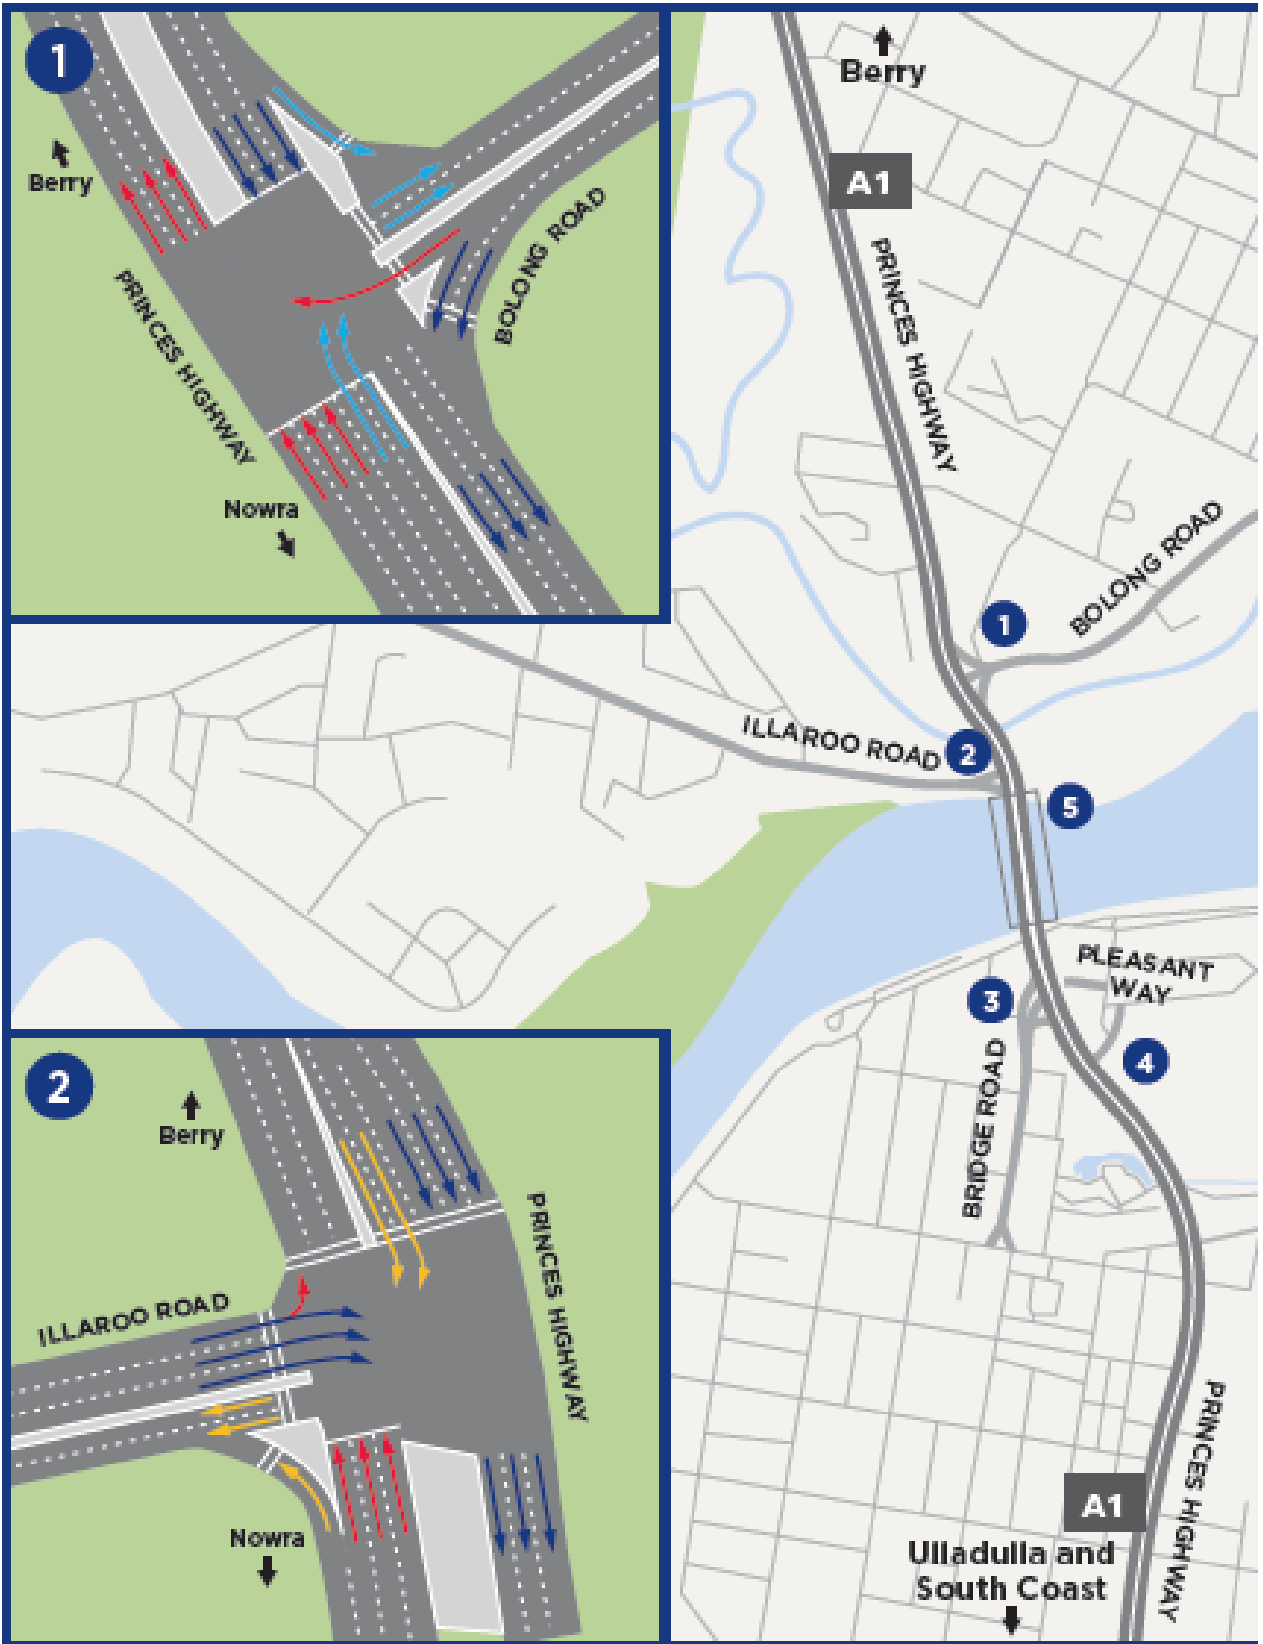 1
Berry
PRINCES HIGHWAY
Nowra
BOLONG ROAD
Berry
A1
PRINCES HIGHWAY
BOLONG ROAD
1
ILLAROO ROAD
2
5
PLEASANT
WAY
3
4
BRIDGE ROAD
PRINCES HIGHWAY
A1
Ulladulla and
South Coast
2
Berry
PRINCES HIGHWAY
ILLAROO ROAD
Nowra